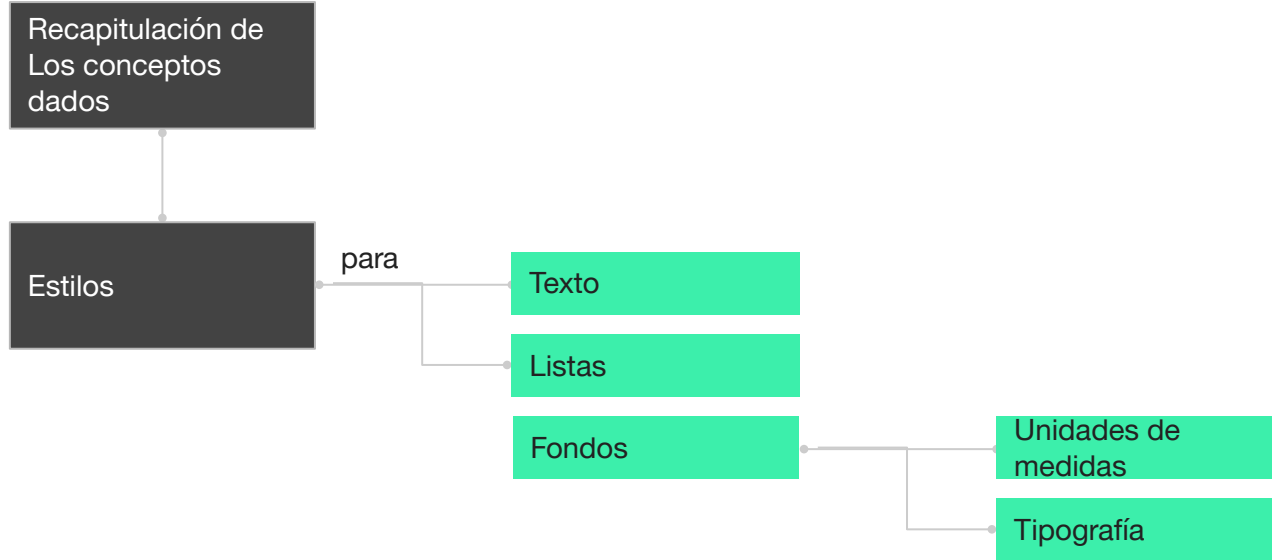 Recapitulación de
Los conceptos
dados
Estilos
para
Texto
Listas
Fondos
Unidades de
medidas
Tipografía